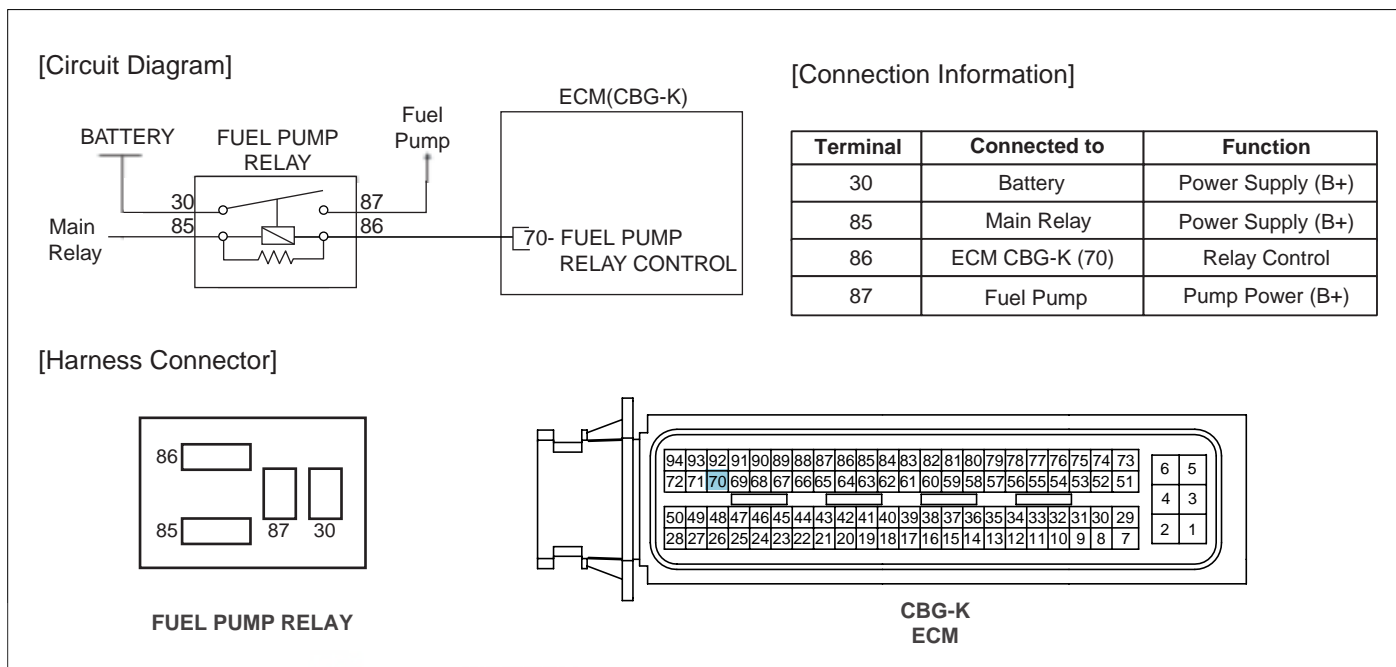 [Circuit Diagram]
BATTERY
FUEL PUMP
RELAY
Fuel
Pump
ECM(CBG-K)
30
87
Main
Relay
85
86
70- FUEL PUMP
RELAY CONTROL
[Connection Information]
Terminal Connected to Function
30 Battery Power Supply (B+)
85 Main Relay Power Supply (B+)
86 ECM CBG-K (70) Relay Control
87 Fuel Pump Pump Power (B+)
[Harness Connector]
86
85
87 30
FUEL PUMP RELAY
94 93 92 91 90 89 88 87 86 85 84 83 82 81 80 79 78 77 76 75 74 73
72 71 70 69 68 67 66 65 64 63 62 61 60 59 58 57 56 55 54 53 52 51
50 49 48 47 46 45 44 43 42 41 40 39 38 37 36 35 34 33 32 31 30 29
28 27 26 25 24 23 22 21 20 19 18 17 16 15 14 13 12 11 10 9 8 7
6 5
4 3
2 1
CBG-K
ECM